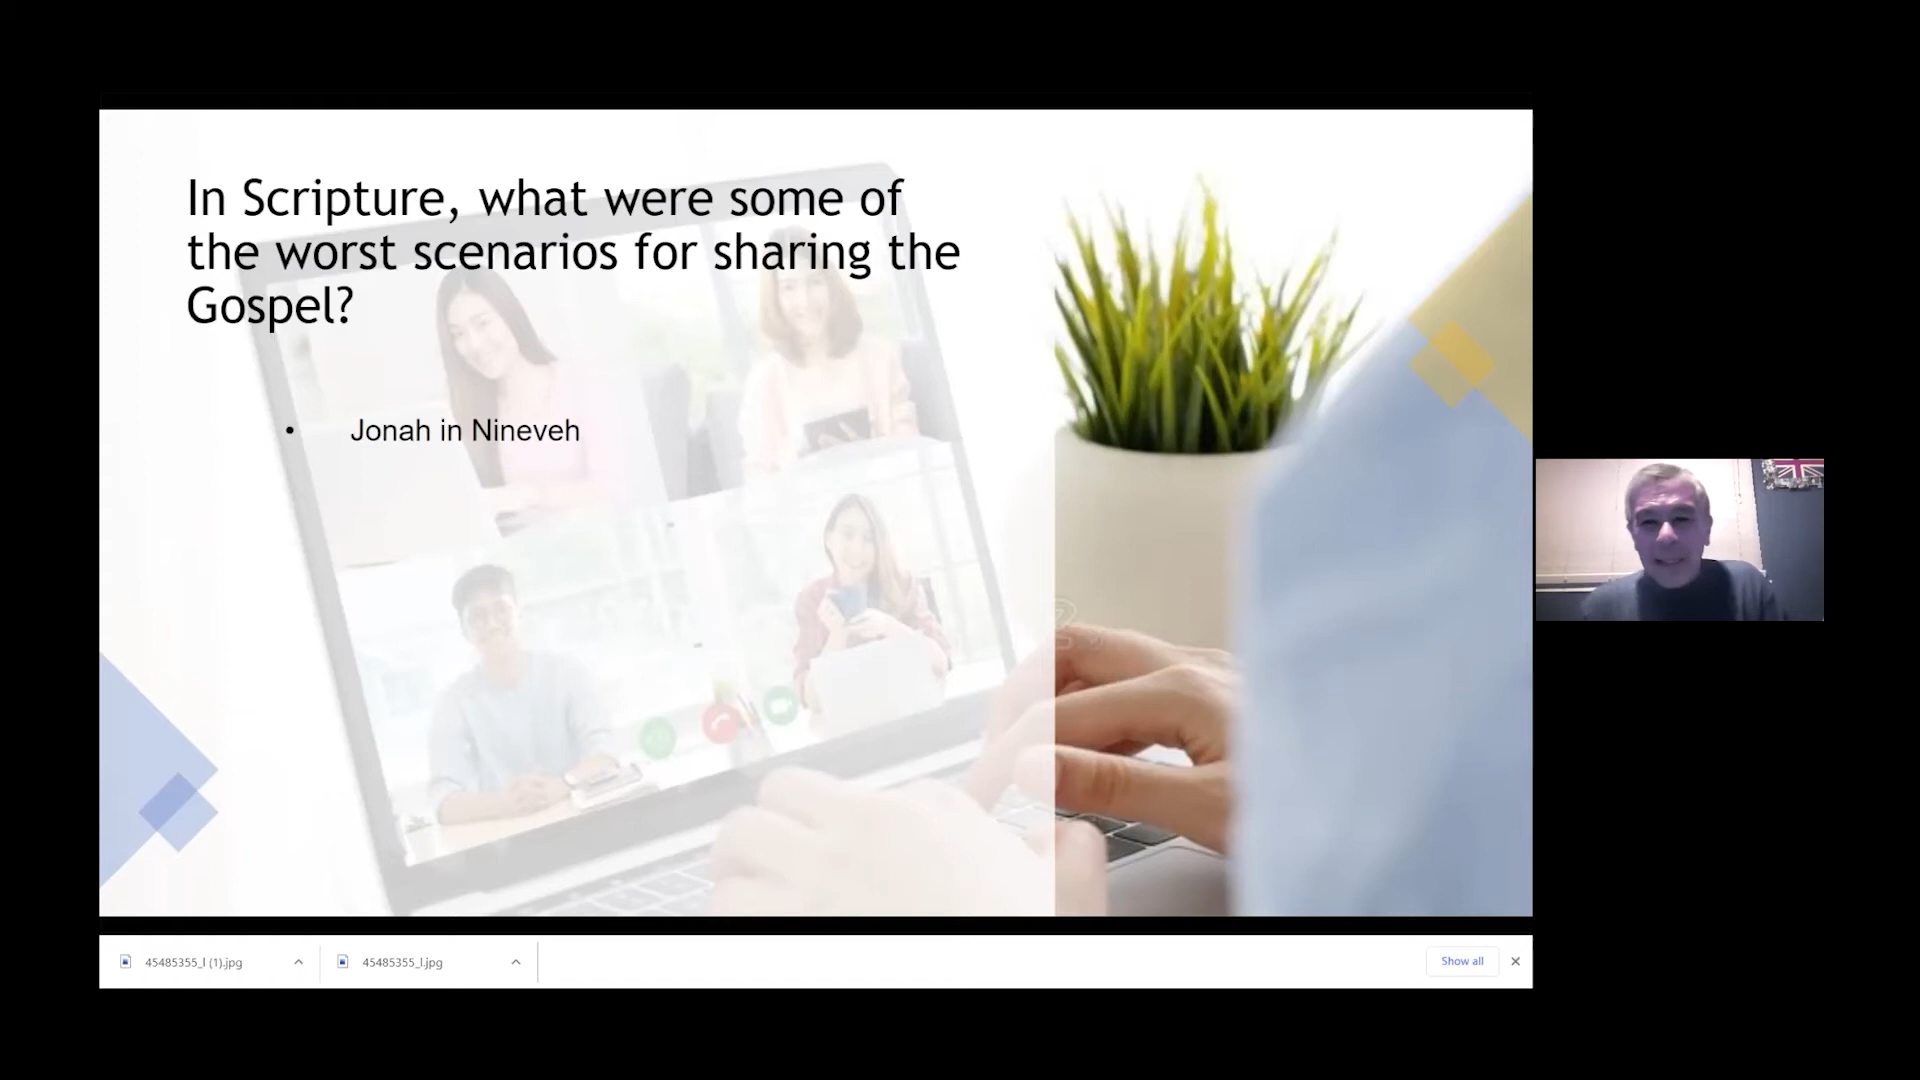 In Scripture, what were some of
the worst scenarios for sharing the
Gospel?
• Jonah in Nineveh
45485355_l (1).jpg
45485355_l.jpg
Show all